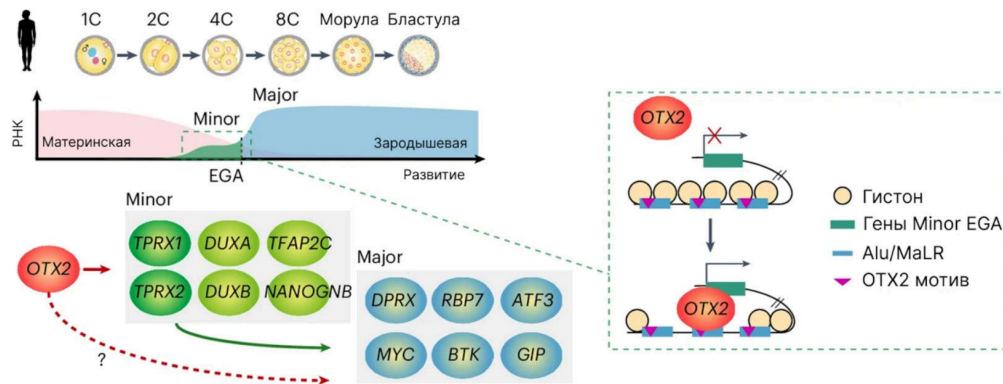 1C 2C 4C 8C Морула Бластула
Major
Minor
РНК
Материнская
Зародышевая
EGA
Развитие
Minor
TPRX1 DUXA TFAP2C
OTX2
TPRX2 DUXB NANOGNB
Major
DPRX RBP7 ATF3
MYC BTK GIP
?
OTX2
OTX2
Гистон
Гены Minor EGA
Alu/MaLR
OTX2 мотив